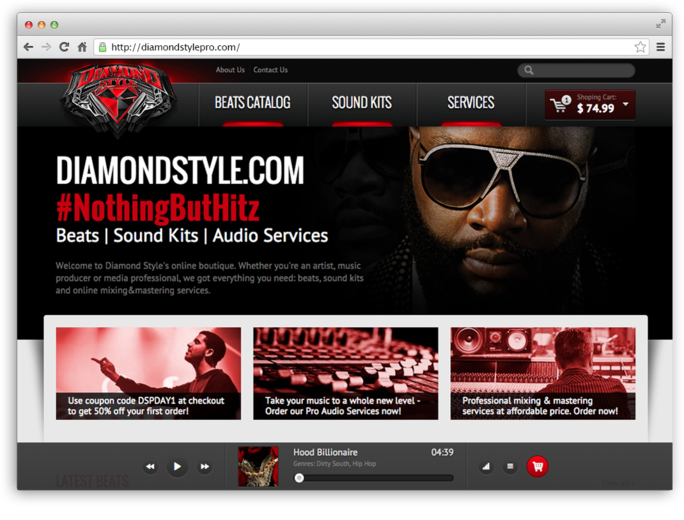 http://diamondstylepro.com/
DIAMOND
STYLE
About Us
Contact Us
BEATS CATALOG
SOUND KITS
SERVICES
1
Shoping Cart:
$ 74.99
DIAMONDSTYLE.COM
#NothingButHitz
Beats | Sound Kits | Audio Services
Welcome to Diamond Style's online boutique. Whether you're an artist, music
producer or media professional, we got everything you need: beats, sound kits
and online mixing&mastering services.
Use coupon code DSPDAY1 at checkout
to get 50% off your first order!
Take your music to a whole new level -
Order our Pro Audio Services now!
Professional mixing & mastering
services at affordable price. Order now!
Hood Billionaire
04:39
Genres: Dirty South, Hip Hop
LATEST BEATS